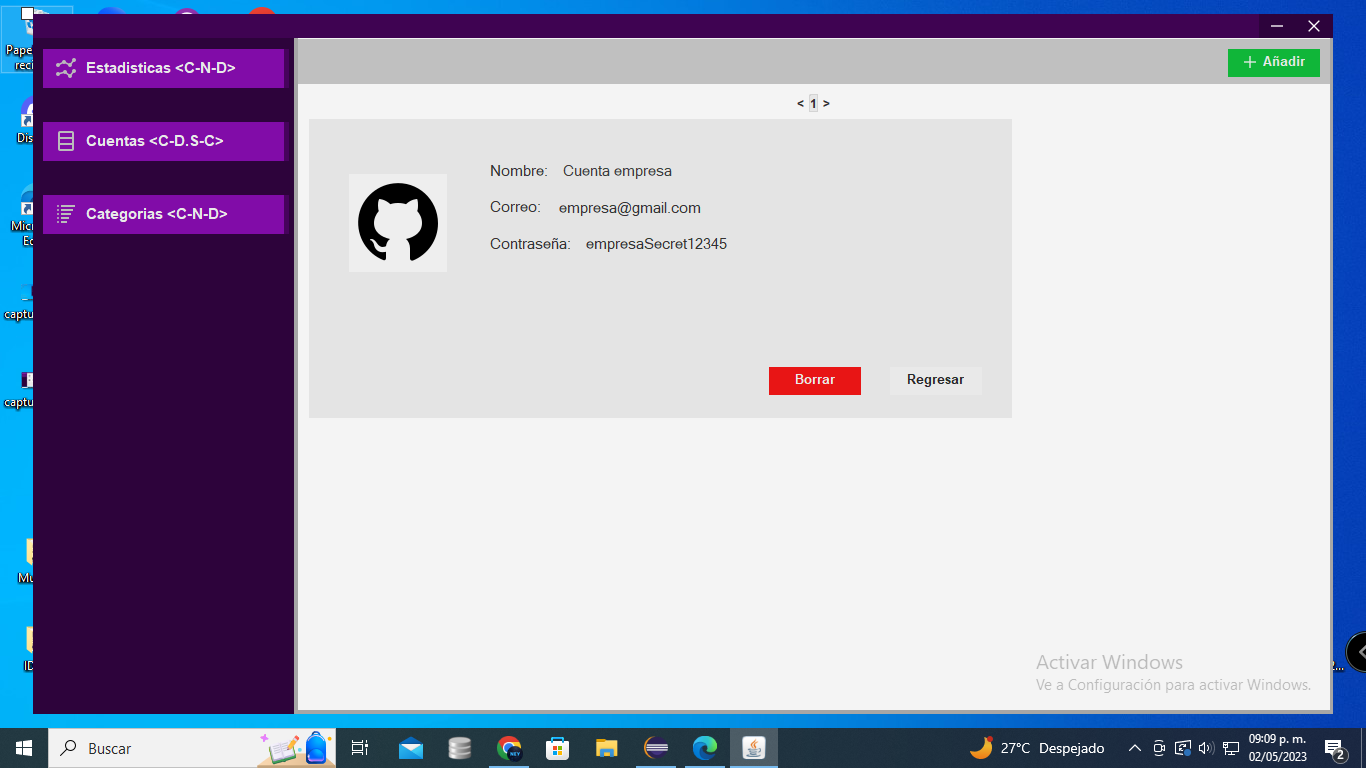 Estadisticas <C-N-D>
Cuentas <C-D.S-C>
Categorias <C-N-D>
+ Añadir
< 1 >
Nombre: Cuenta empresa
Correo: empresa@gmail.com
Contraseña: empresaSecret12345
Borrar
Regresar
Activar Windows
Ve a Configuración para activar Windows.
Pape
reci
Dis
Micr
Ec
captu
captu
Mu
ID
2...
Buscar
NEY
27°C Despejado
09:09 p. m.
02/05/2023
2